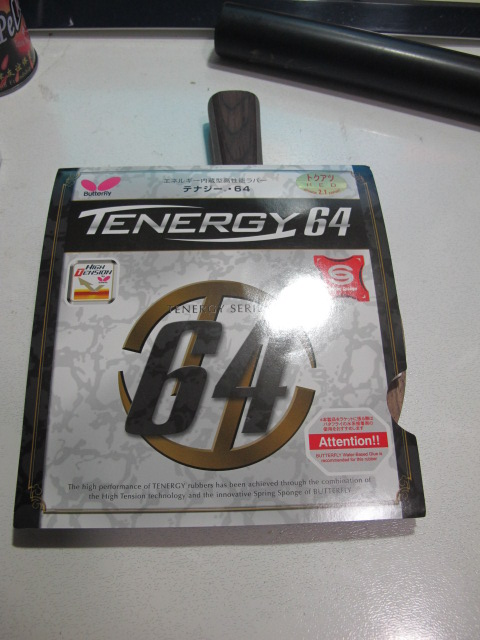 Butterfly
エネルギー内蔵型高性能ラバー
テナジー・64
トクアツ
RED
2.1
TENERGY 64
HIGH
TENSION
S
TENERGY SERI
64
Attention!!
BUTTERFLY Water Based Glue is
recommended for this rubber
The high performance of TENERGY rubbers has been achieved through the combination of
the High Tension technology and the innovative Spring Sponge of BUTTERFLY.